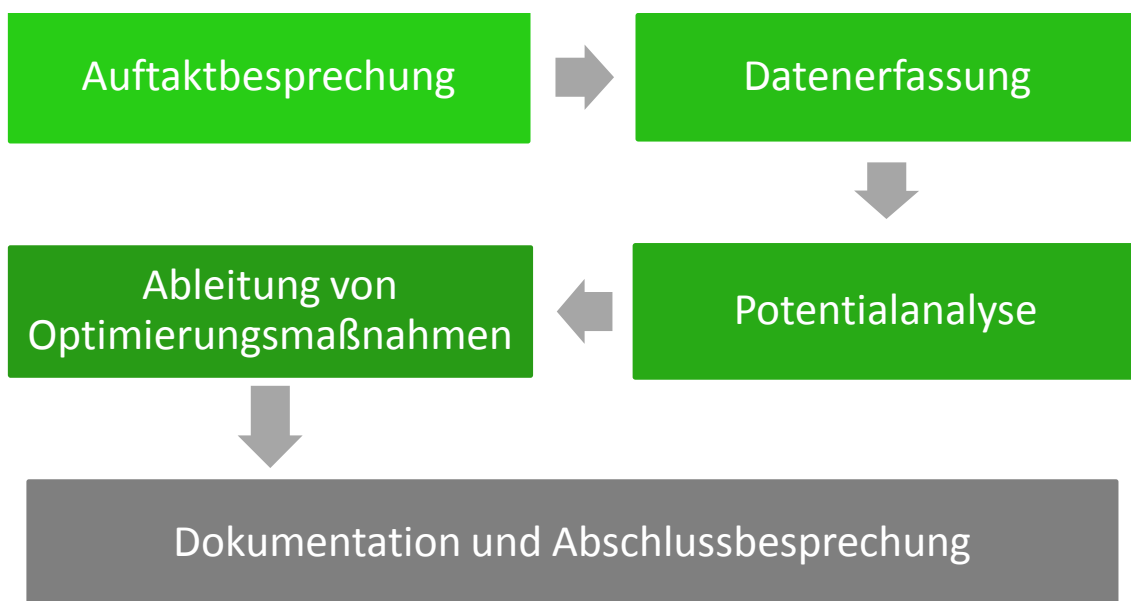 Auftaktbesprechung
Datenerfassung
Potentialanalyse
Ableitung von
Optimierungsmaßnahmen
Dokumentation und Abschlussbesprechung